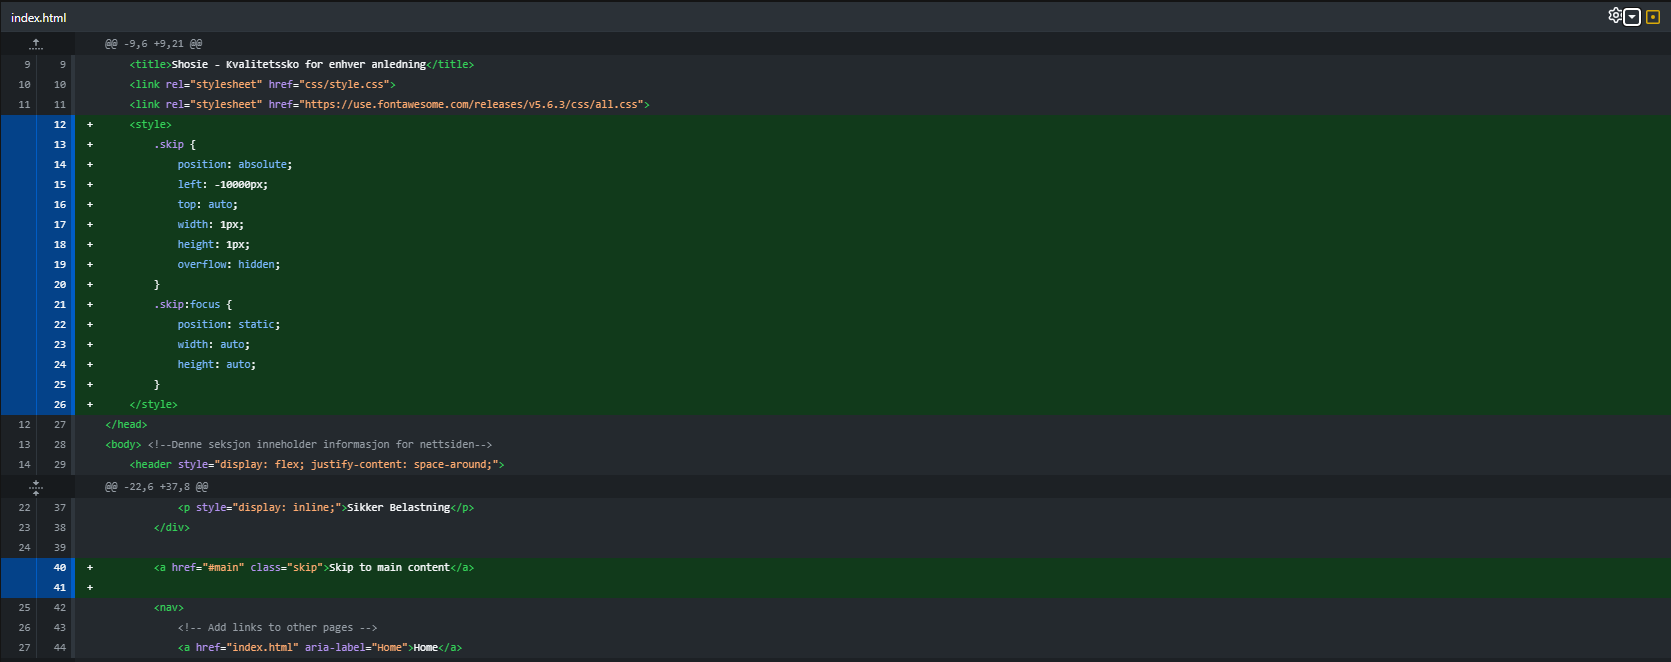 index.html
@@ -9,6 +9,21 @@
9 9 <title>Shosie - Kvalitetssko for enhver anledning</title>
10 10 <link rel="stylesheet" href="css/style.css">
11 11 <link rel="stylesheet" href="https://use.fontawesome.com/releases/v5.6.3/css/all.css">
12 + <style>
13 + .skip {
14 + position: absolute;
15 + left: -10000px;
16 + top: auto;
17 + width: 1px;
18 + height: 1px;
19 + overflow: hidden;
20 + }
21 + .skip:focus {
22 + position: static;
23 + width: auto;
24 + height: auto;
25 + }
26 + </style>
12 27 </head>
13 28 <body> <!--Denne seksjon inneholder informasjon for nettsiden-->
14 29 <header style="display: flex; justify-content: space-around;">
@@ -22,6 +37,8 @@
22 37 <p style="display: inline;">Sikker Belastning</p>
23 38 </div>
24 39
40 + <a href="#main" class="skip">Skip to main content</a>
41 +
25 42 <nav>
26 43 <!-- Add links to other pages -->
27 44 <a href="index.html" aria-label="Home">Home</a>